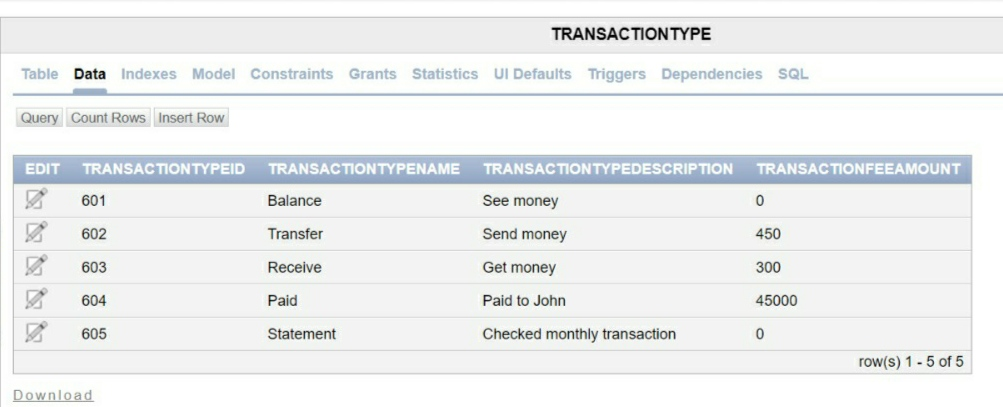 TRANSACTIONTYPE
Table Data Indexes Model Constraints Grants Statistics UI Defaults Triggers Dependencies SQL
Query Count Rows Insert Row
EDIT TRANSACTIONTYPEID TRANSACTIONTYPENAME TRANSACTIONTYPEDESCRIPTION TRANSACTIONFEEAMOUNT
601 Balance See money 0
602 Transfer Send money 450
603 Receive Get money 300
604 Paid Paid to John 45000
605 Statement Checked monthly transaction 0
row(s) 1 - 5 of 5
Download